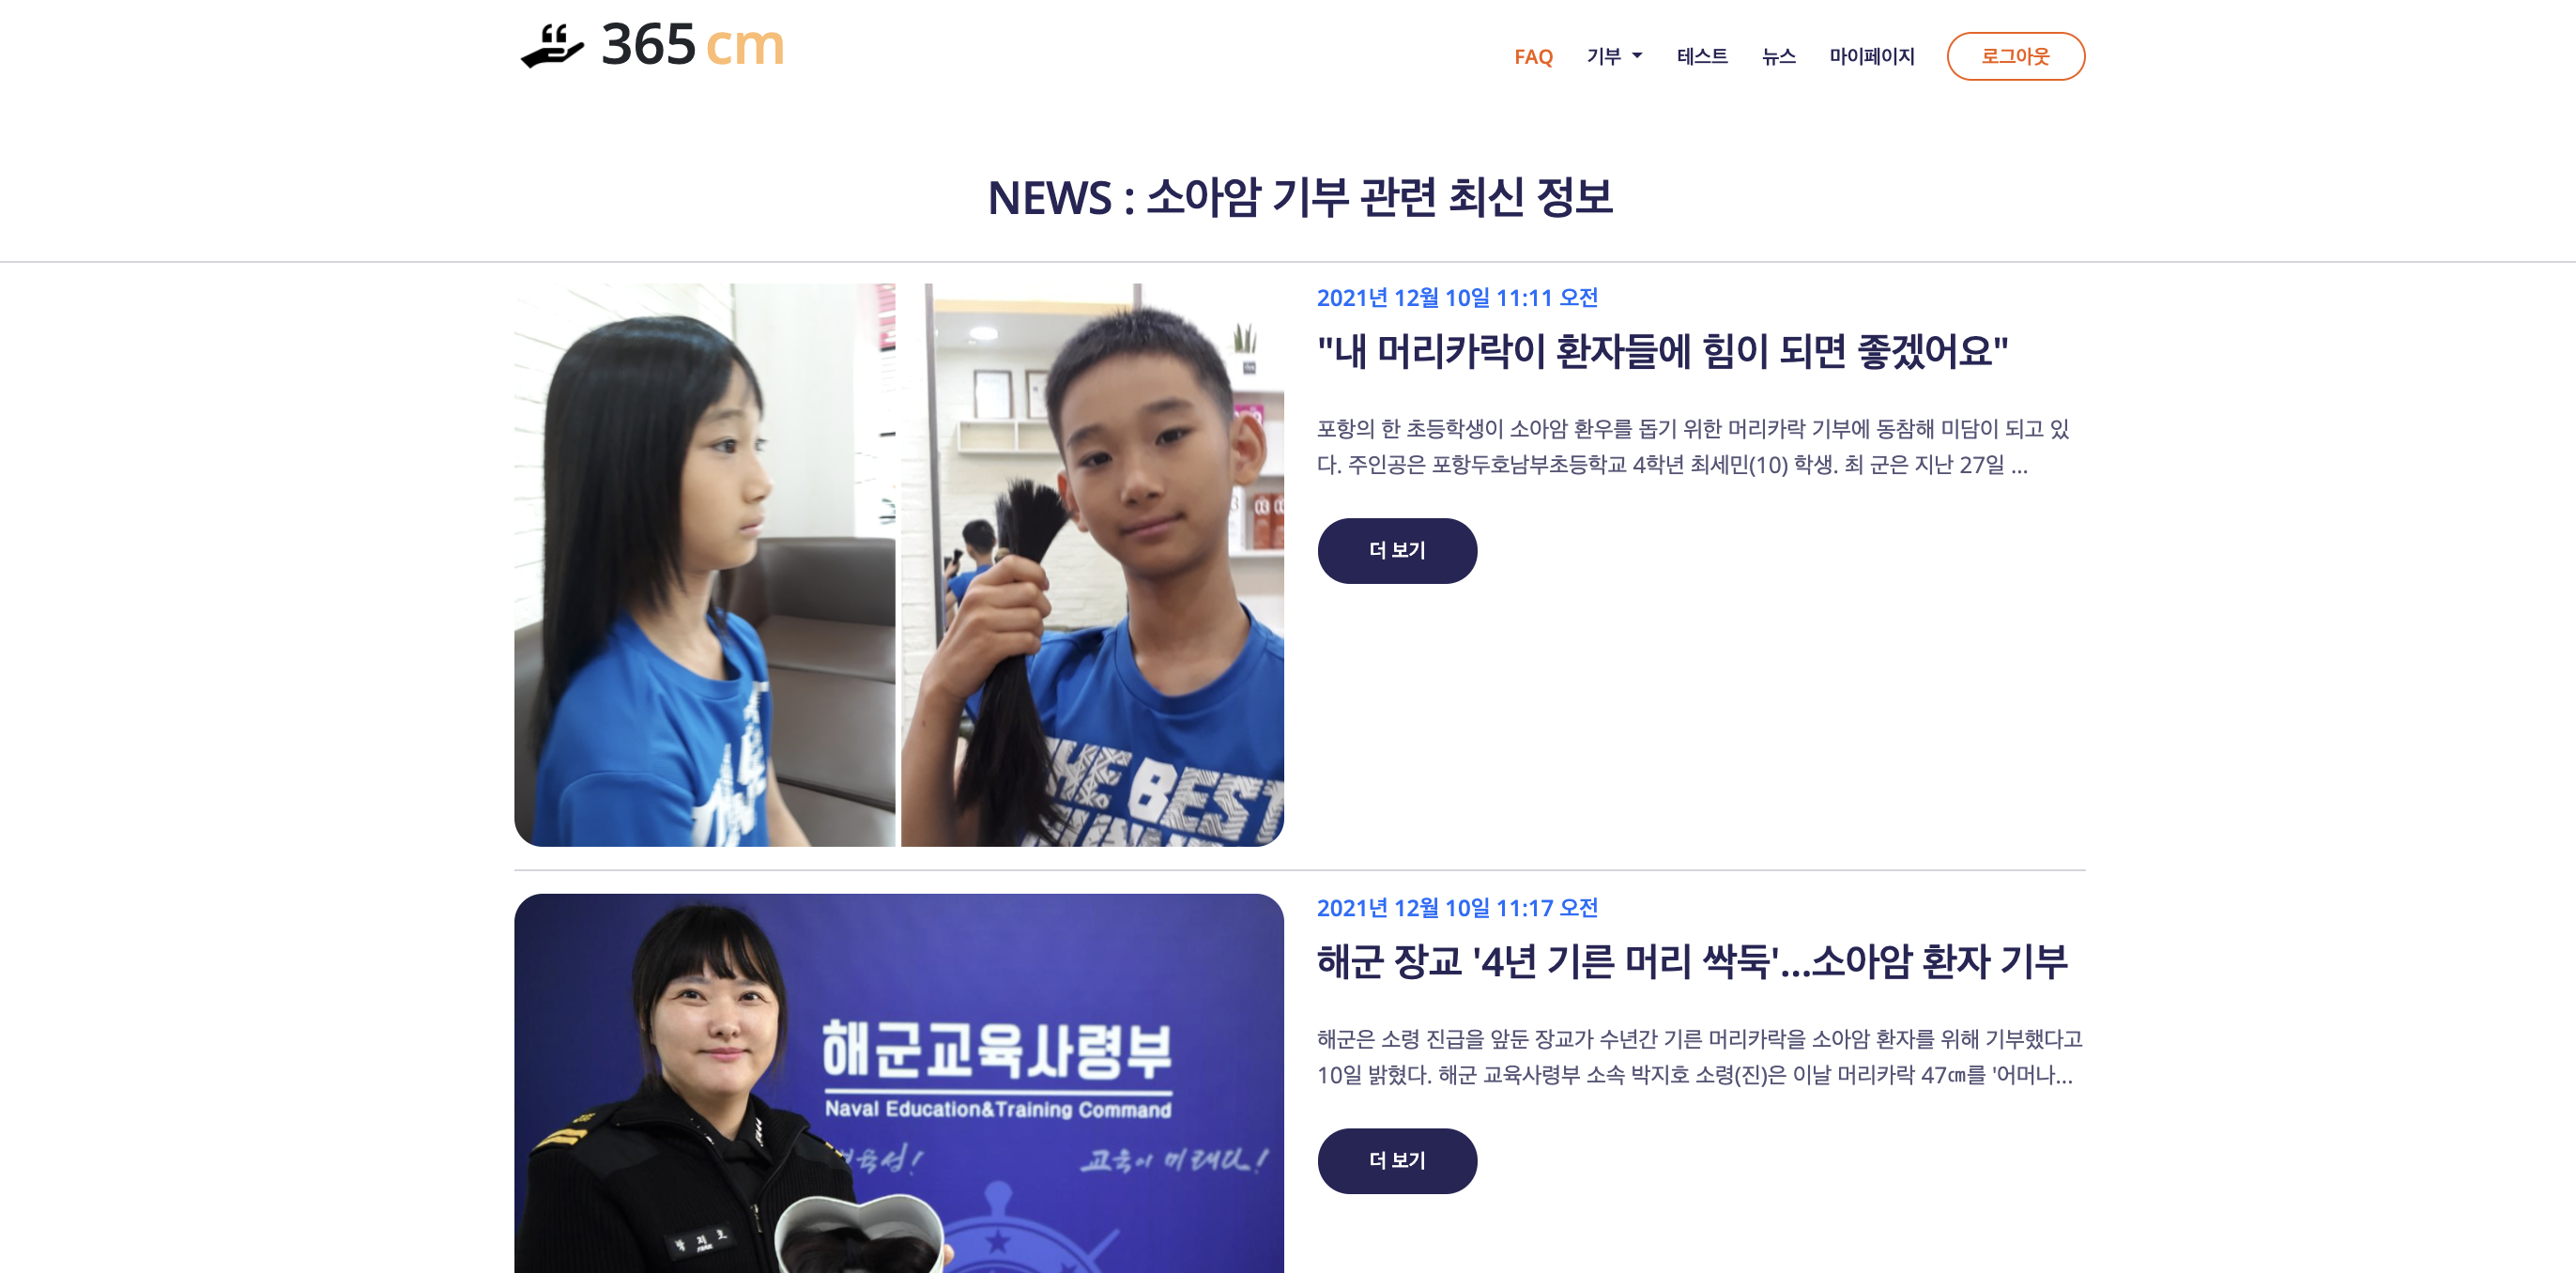 365 cm
FAQ 기부 테스트 뉴스 마이페이지 로그아웃
NEWS : 소아암 기부 관련 최신 정보
2021년 12월 10일 11:11 오전
"내 머리카락이 환자들에 힘이 되면 좋겠어요"
포항의 한 초등학생이 소아암 환우를 돕기 위한 머리카락 기부에 동참해 미담이 되고 있
다. 주인공은 포항두호남부초등학교 4학년 최세민(10) 학생. 최 군은 지난 27일 ...
더 보기
THE BEST
2021년 12월 10일 11:17 오전
해군 장교 '4년 기른 머리 싹둑'...소아암 환자 기부
해군은 소령 진급을 앞둔 장교가 수년간 기른 머리카락을 소아암 환자를 위해 기부했다고
10일 밝혔다. 해군 교육사령부 소속 박지호 소령(진)은 이날 머리카락 47㎝를 '어머나...
더 보기
해군교육사령부
Naval Education&Training Command
교육이 미래다!
박지호